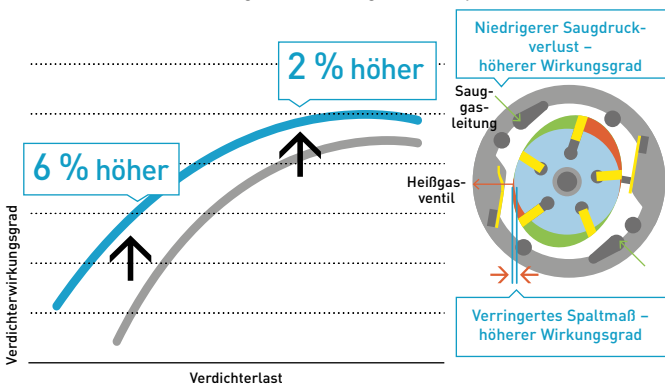 2 % höher
6 % höher
Verdichterwirkungsgrad
Verdichterlast
Niedrigerer Saugdruck-
verlust –
höherer Wirkungsgrad
Saug-
gas-
leitung
Heißgas-
ventil
Verringertes Spaltmaß –
höherer Wirkungsgrad